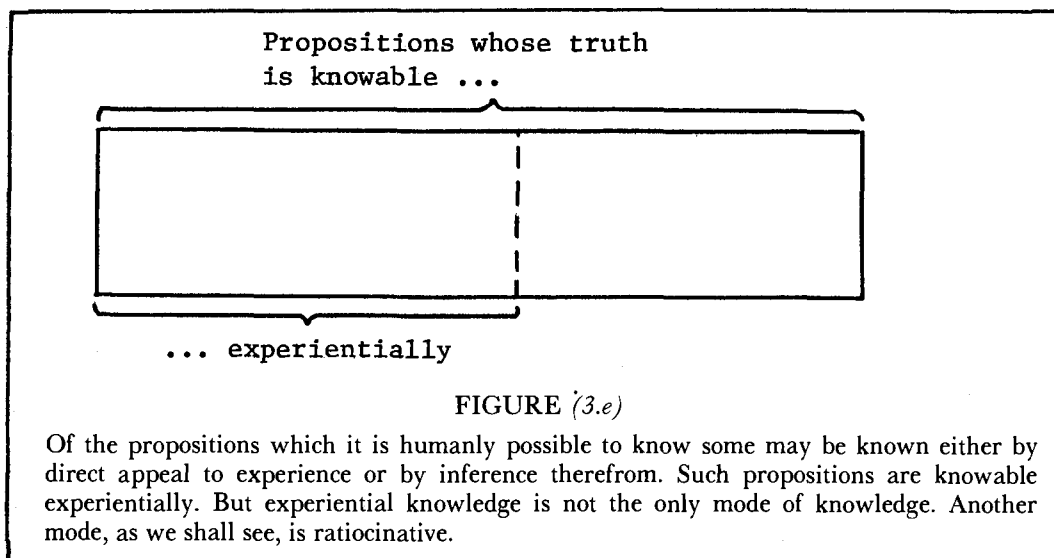 Propositions whose truth
is knowable ...
... experientially
FIGURE (3.e)
Of the propositions which it is humanly possible to know some may be known either by
direct appeal to experience or by inference therefrom. Such propositions are knowable
experientially. But experiential knowledge is not the only mode of knowledge. Another
mode, as we shall see, is ratiocinative.